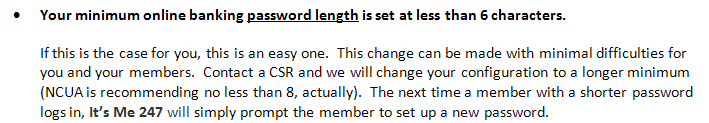 • Your minimum online banking password length is set at less than 6 characters.
If this is the case for you, this is an easy one. This change can be made with minimal difficulties for
you and your members. Contact a CSR and we will change your configuration to a longer minimum
(NCUA is recommending no less than 8, actually). The next time a member with a shorter password
logs in, It's Me 247 will simply prompt the member to set up a new password.